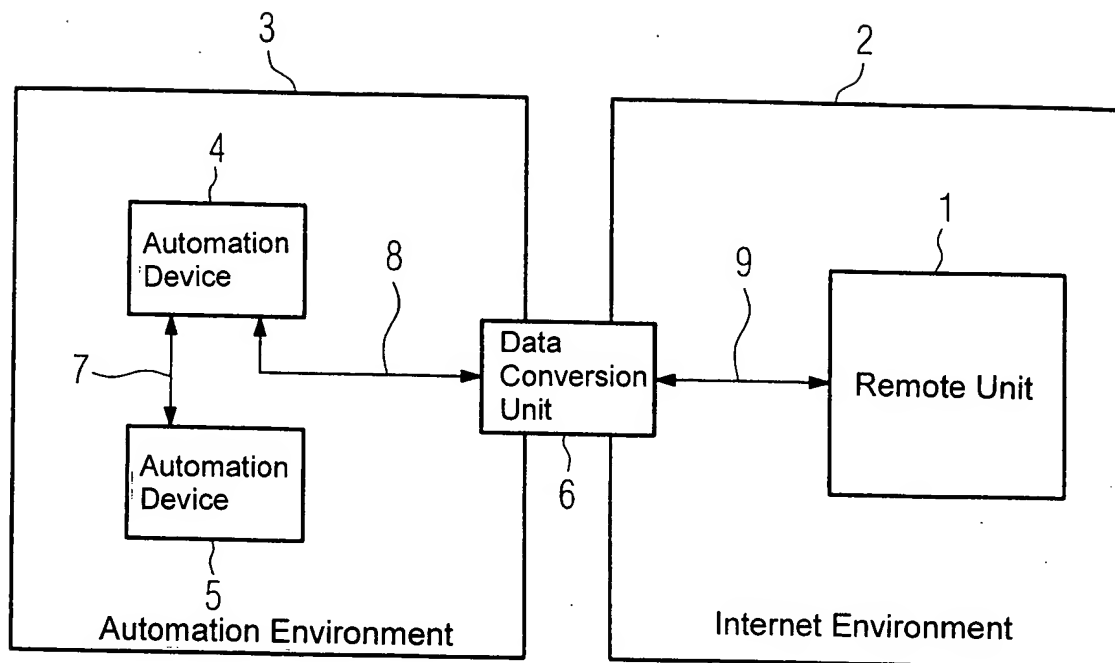 3
2
4
Automation
Device
8
1
9
7
Data
Conversion
Unit
Remote Unit
Automation
Device
6
5
Automation Environment
Internet Environment